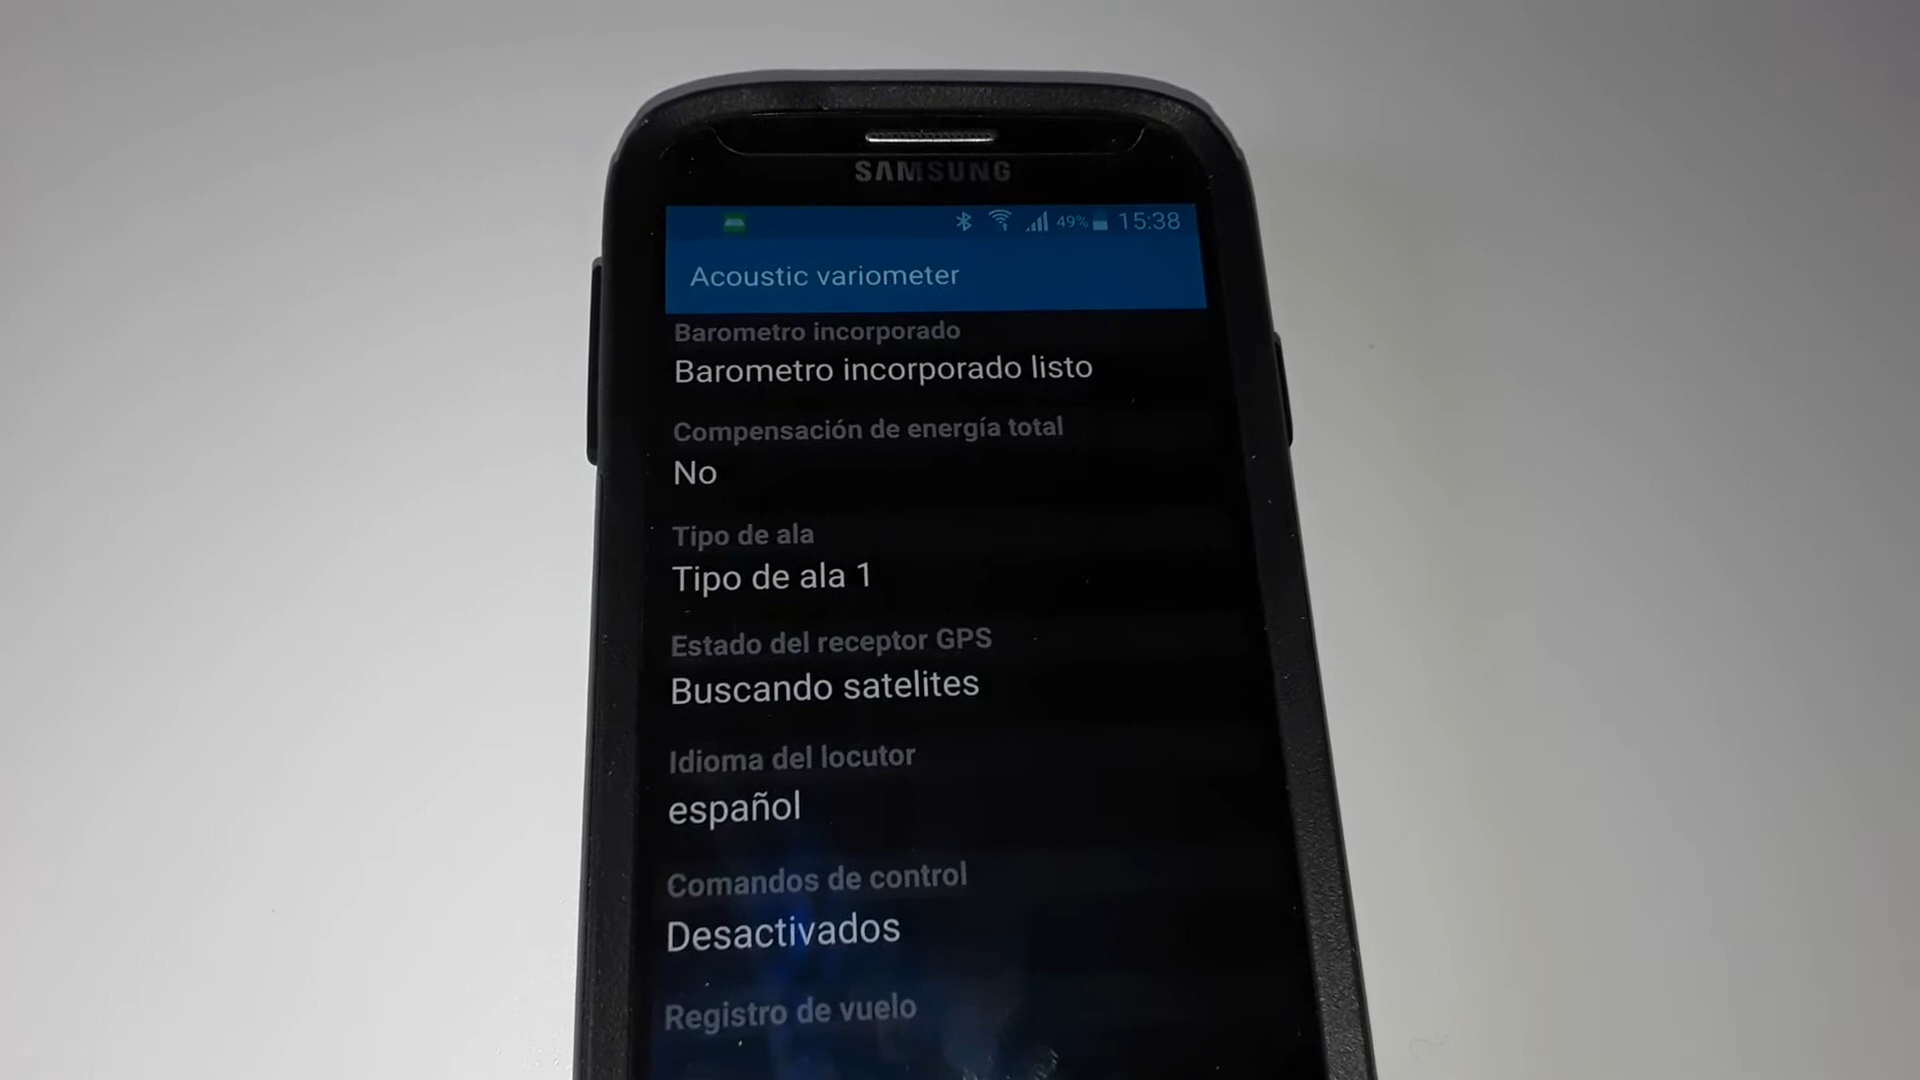 SAMSUNG
49% 15:38
Acoustic variometer
Barometro incorporado
Barometro incorporado listo
Compensación de energía total
No
Tipo de ala
Tipo de ala 1
Estado del receptor GPS
Buscando satelites
Idioma del locutor
español
Comandos de control
Desactivados
Registro de vuelo